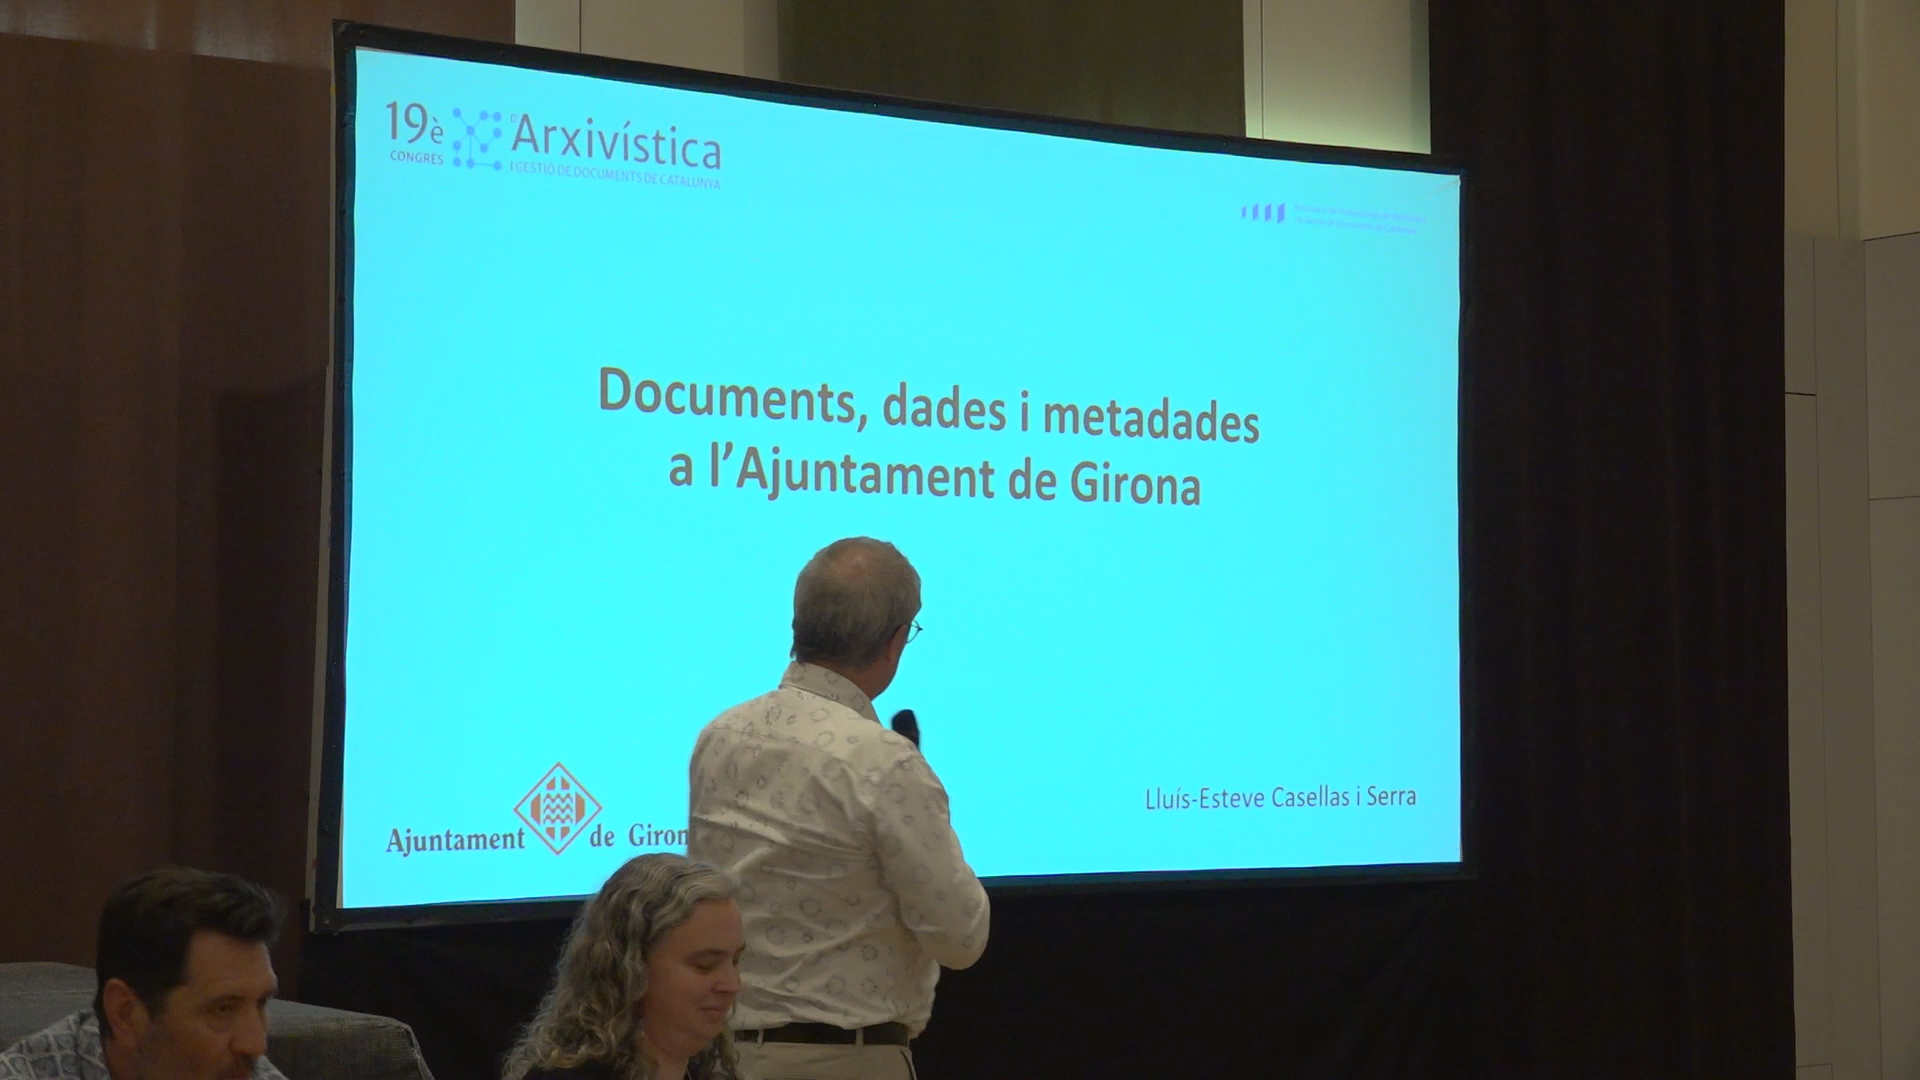 19è
CONGRÉS
D'Arxivística
I GESTIÓ DE DOCUMENTS DE CATALUNYA
Documents, dades i metadades
a l'Ajuntament de Girona
Lluís-Esteve Casellas i Serra
Ajuntament de Giron